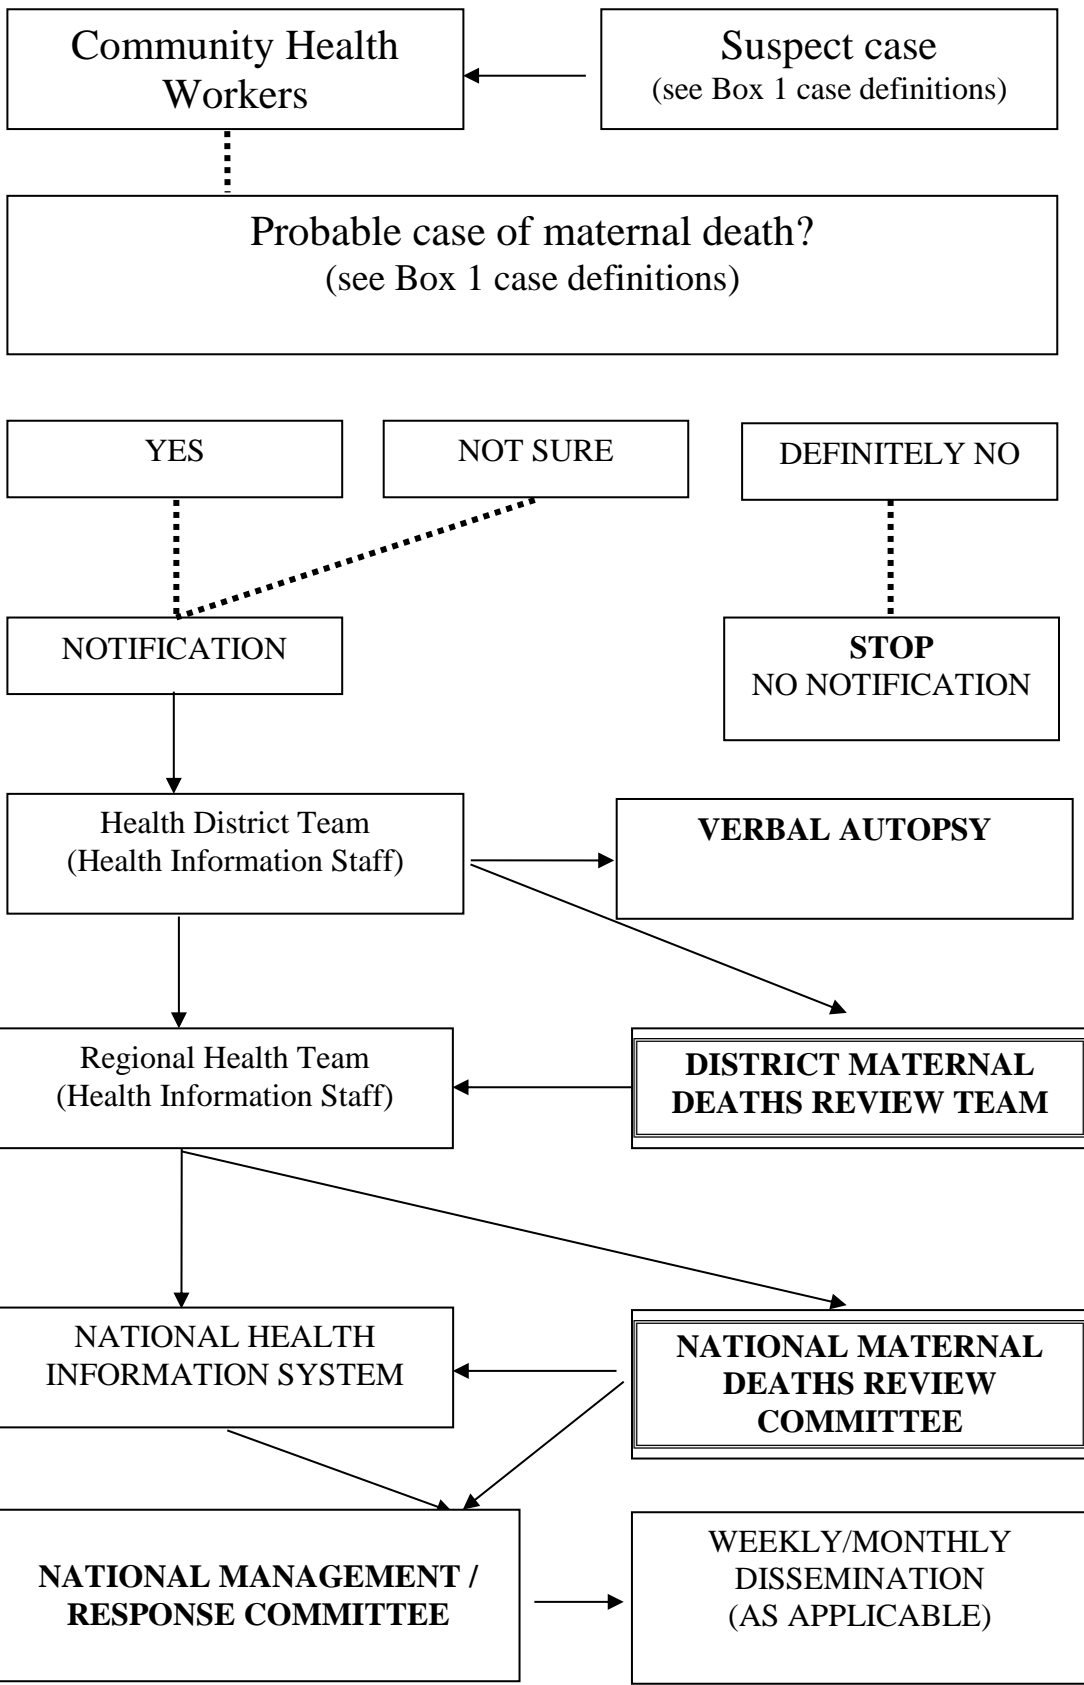 Community Health
Workers
Suspect case
(see Box 1 case definitions)
Probable case of maternal death?
(see Box 1 case definitions)
YES
NOT SURE
DEFINITELY NO
NOTIFICATION
STOP
NO NOTIFICATION
Health District Team
(Health Information Staff)
VERBAL AUTOPSY
Regional Health Team
(Health Information Staff)
DISTRICT MATERNAL
DEATHS REVIEW TEAM
NATIONAL HEALTH
INFORMATION SYSTEM
NATIONAL MATERNAL
DEATHS REVIEW
COMMITTEE
NATIONAL MANAGEMENT /
RESPONSE COMMITTEE
WEEKLY/MONTHLY
DISSEMINATION
(AS APPLICABLE)